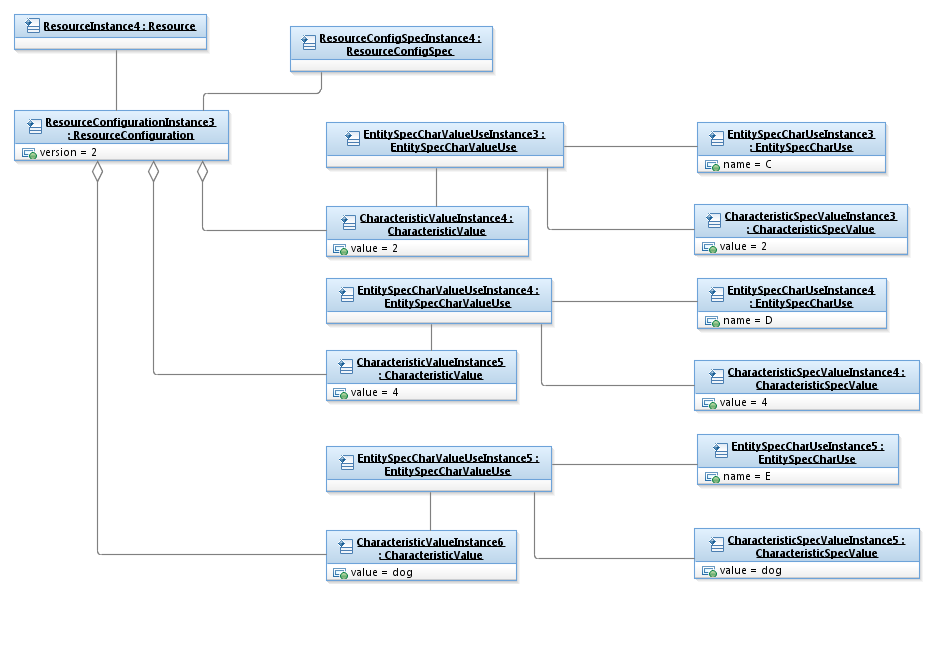 ResourceInstance4 : Resource
ResourceConfigSpecInstance4 :
ResourceConfigSpec
ResourceConfigurationInstance3
: ResourceConfiguration
version = 2
EntitySpecCharValueUseInstance3 :
EntitySpecCharValueUse
EntitySpecCharUseInstance3
: EntitySpecCharUse
name = C
CharacteristicValueInstance4 :
CharacteristicValue
value = 2
CharacteristicSpecValueInstance3
: CharacteristicSpecValue
value = 2
EntitySpecCharValueUseInstance4 :
EntitySpecCharValueUse
EntitySpecCharUseInstance4
: EntitySpecCharUse
name = D
CharacteristicValueInstance5
: CharacteristicValue
value = 4
CharacteristicSpecValueInstance4 :
CharacteristicSpecValue
value = 4
EntitySpecCharValueUseInstance5 :
EntitySpecCharValueUse
EntitySpecCharUseInstance5 :
EntitySpecCharUse
name = E
CharacteristicValueInstance6
: CharacteristicValue
value = dog
CharacteristicSpecValueInstance5 :
CharacteristicSpecValue
value = dog